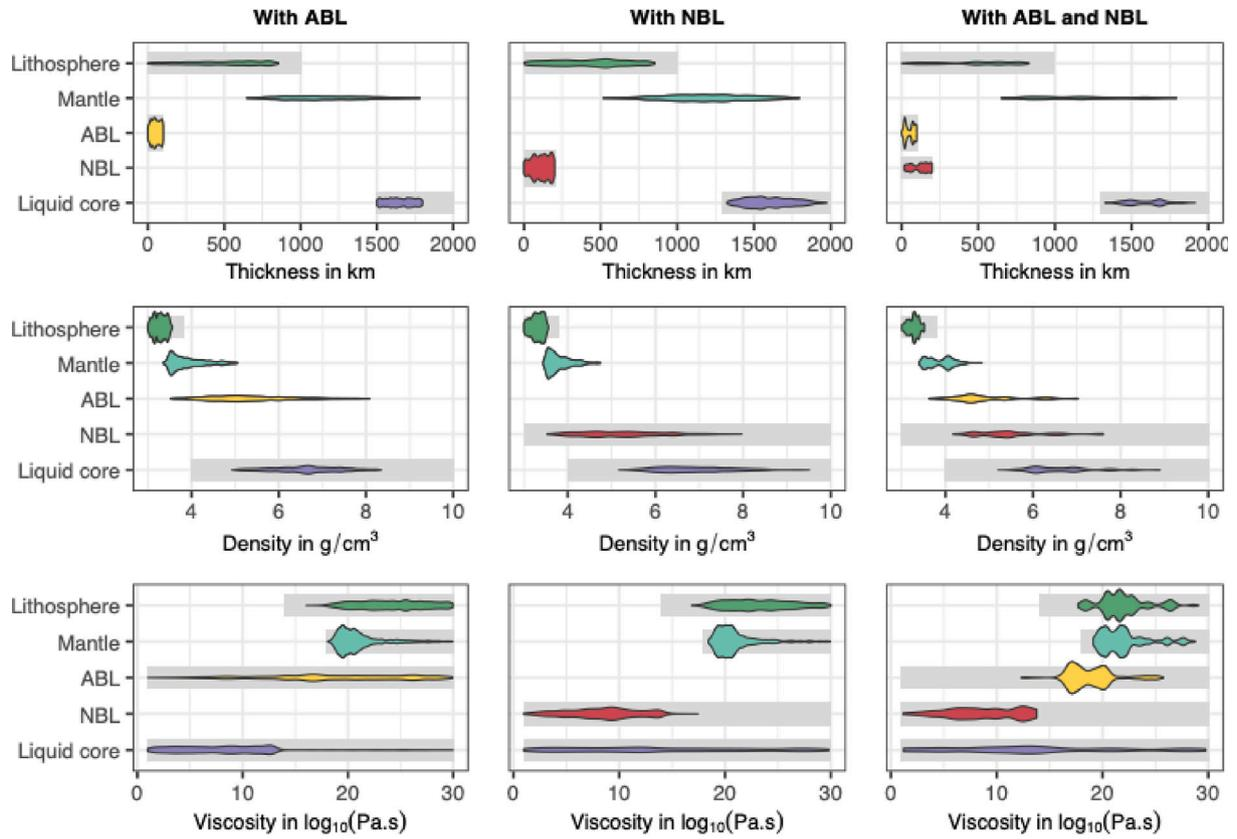 With ABL With NBL With ABL and NBL
Lithosphere
Mantle
ABL
NBL
Liquid core
0 500 1000 1500 2000 0 500 1000 1500 2000 0 500 1000 1500 2000
Thickness in km Thickness in km Thickness in km
Lithosphere
Mantle
ABL
NBL
Liquid core
4 6 8 10 4 6 8 10 4 6 8 10
Density in g/cm³ Density in g/cm³ Density in g/cm³
Lithosphere
Mantle
ABL
NBL
Liquid core
0 10 20 30 0 10 20 30 0 10 20 30
Viscosity in log₁₀(Pa.s) Viscosity in log₁₀(Pa.s) Viscosity in log₁₀(Pa.s)